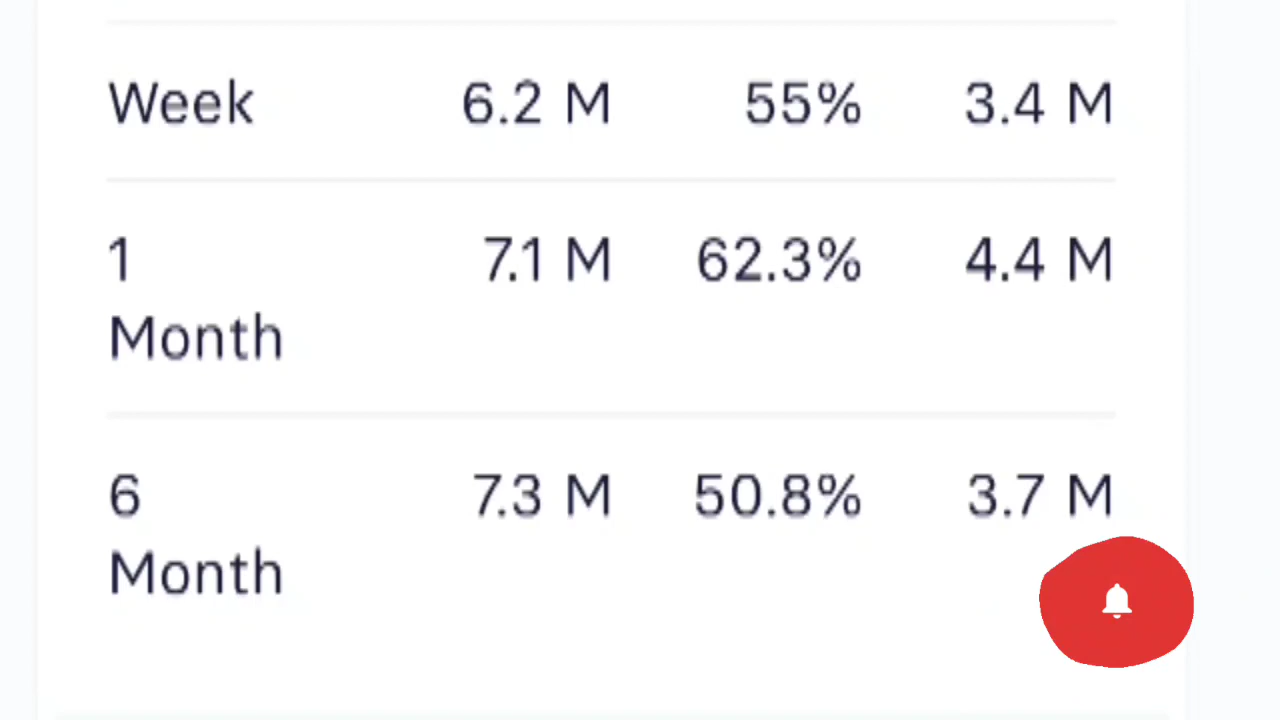 Week 6.2 M 55% 3.4 M
1 7.1 M 62.3% 4.4 M
Month
6 7.3 M 50.8% 3.7 M
Month